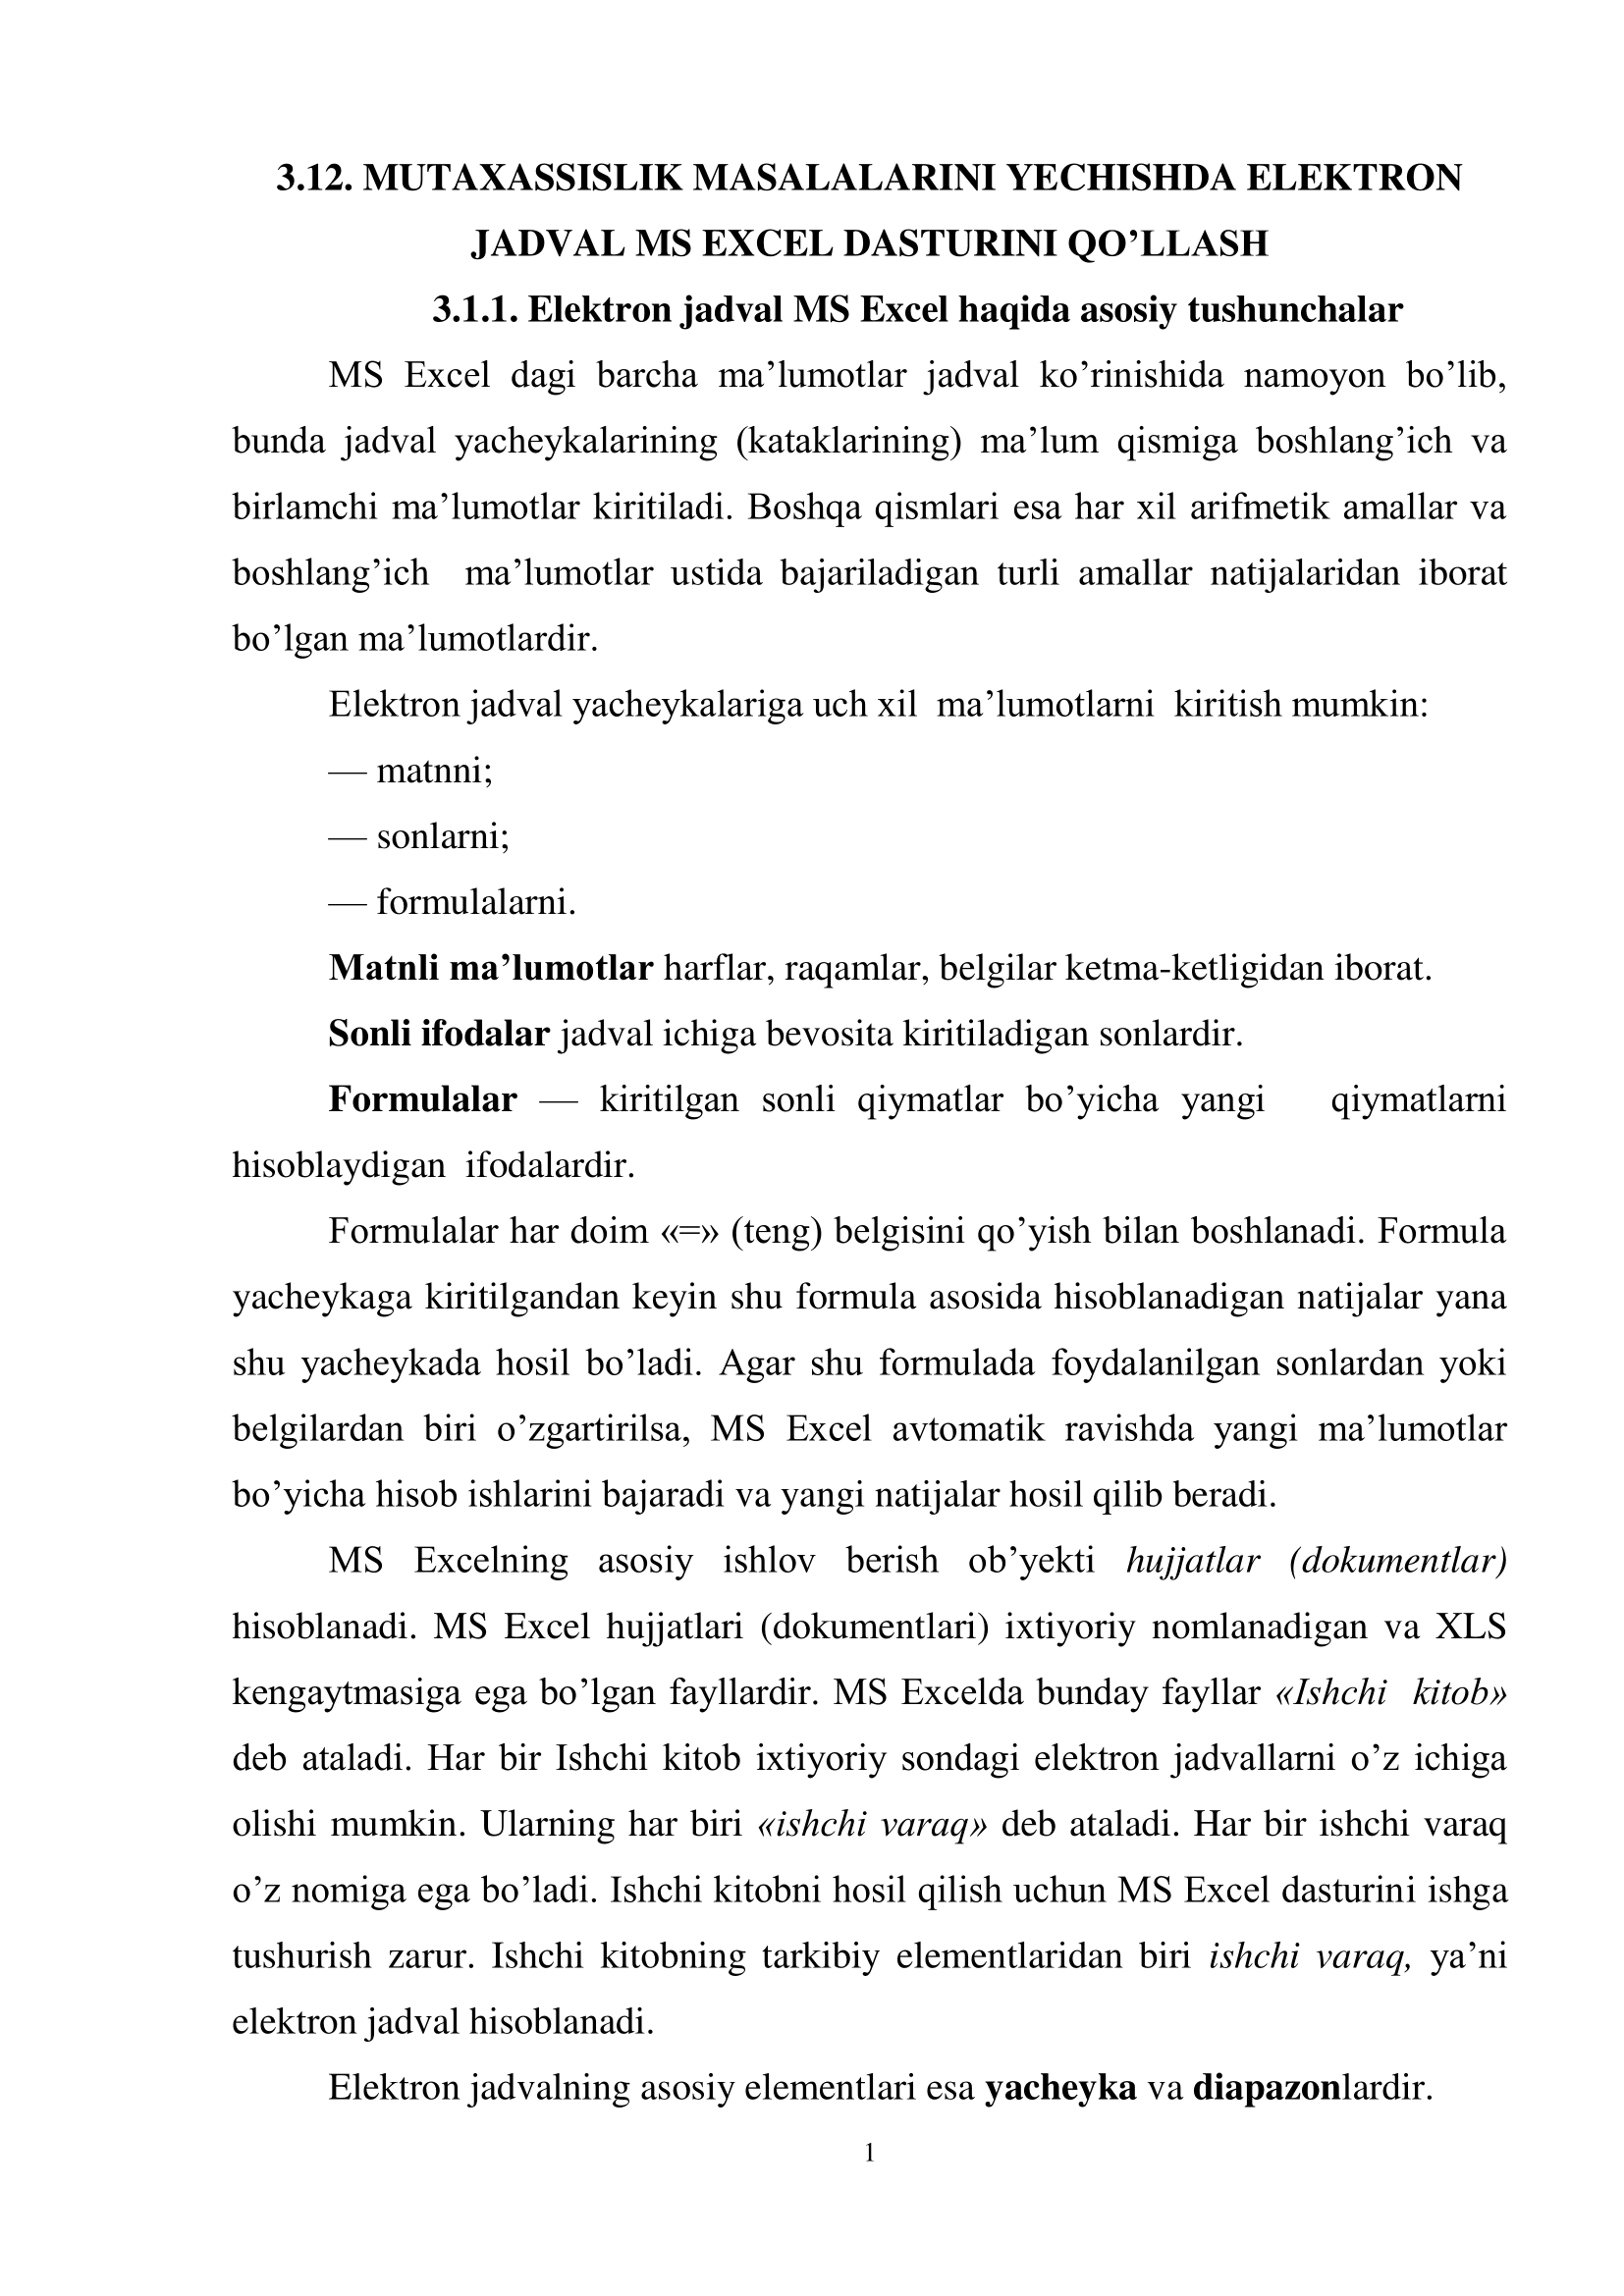 3.12. MUTAXASSISLIK MASALALARINI YECHISHDA ELEKTRON
JADVAL MS EXCEL DASTURINI QO’LLASH
3.1.1. Elektron jadval MS Excel haqida asosiy tushunchalar
MS Excel dagi barcha ma’lumotlar jadval ko’rinishida namoyon bo’lib,
bunda jadval yacheykalarining (kataklarining) ma’lum qismiga boshlang’ich va
birlamchi ma’lumotlar kiritiladi. Boshqa qismlari esa har xil arifmetik amallar va
boshlang’ich ma’lumotlar ustida bajariladigan turli amallar natijalaridan iborat
bo’lgan ma’lumotlardir.
Elektron jadval yacheykalariga uch xil ma’lumotlarni kiritish mumkin:
— matnni;
— sonlarni;
— formulalarni.
Matnli ma’lumotlar harflar, raqamlar, belgilar ketma-ketligidan iborat.
Sonli ifodalar jadval ichiga bevosita kiritiladigan sonlardir.
Formulalar — kiritilgan sonli qiymatlar bo’yicha yangi qiymatlarni
hisoblaydigan ifodalardir.
Formulalar har doim «=» (teng) belgisini qo’yish bilan boshlanadi. Formula
yacheykaga kiritilgandan keyin shu formula asosida hisoblanadigan natijalar yana
shu yacheykada hosil bo’ladi. Agar shu formulada foydalanilgan sonlardan yoki
belgilardan biri o’zgartirilsa, MS Excel avtomatik ravishda yangi ma’lumotlar
bo’yicha hisob ishlarini bajaradi va yangi natijalar hosil qilib beradi.
MS Excelning asosiy ishlov berish ob’yekti hujjatlar (dokumentlar)
hisoblanadi. MS Excel hujjatlari (dokumentlari) ixtiyoriy nomlanadigan va XLS
kengaytmasiga ega bo’lgan fayllardir. MS Excelda bunday fayllar «Ishchi kitob»
deb ataladi. Har bir Ishchi kitob ixtiyoriy sondagi elektron jadvallarni o’z ichiga
olishi mumkin. Ularning har biri «ishchi varaq» deb ataladi. Har bir ishchi varaq
o’z nomiga ega bo’ladi. Ishchi kitobni hosil qilish uchun MS Excel dasturini ishga
tushurish zarur. Ishchi kitobning tarkibiy elementlaridan biri ishchi varaq, ya’ni
elektron jadval hisoblanadi.
Elektron jadvalning asosiy elementlari esa yacheyka va diapazonlardir.
1